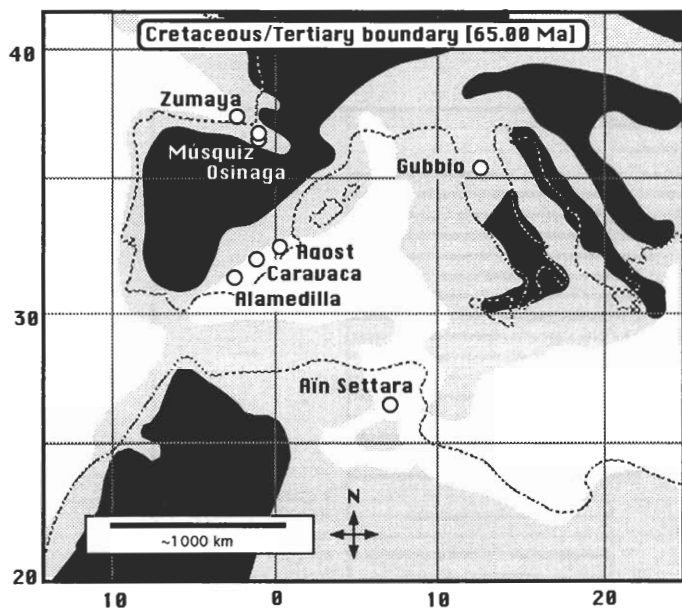 Cretaceous/Tertiary boundary [65.00 Ma]
40
Zumaya
Músquiz
Osinaga
Gubbio
Agost
Caravaca
Alamedilla
30
Aïn Settara
N
~1000 km
20
10
0
10
20